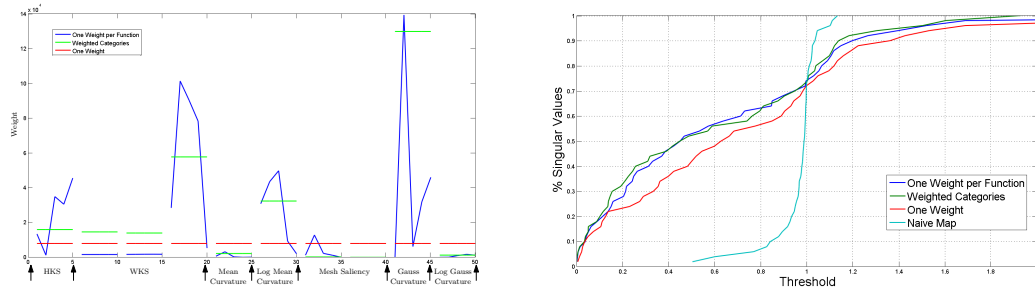 x 10⁴
14
12
10
8
6
4
2
0
Weight
One Weight per Function
Weighted Categories
One Weight
0 5 10 15 20 25 30 35 40 45 50
HKS WKS Mean Curvature Log Mean Curvature Mesh Saliency Gauss Curvature Log Gauss Curvature
% Singular Values
1
0.9
0.8
0.7
0.6
0.5
0.4
0.3
0.2
0.1
0
One Weight per Function
Weighted Categories
One Weight
Naive Map
0 0.2 0.4 0.6 0.8 1 1.2 1.4 1.6 1.8
Threshold